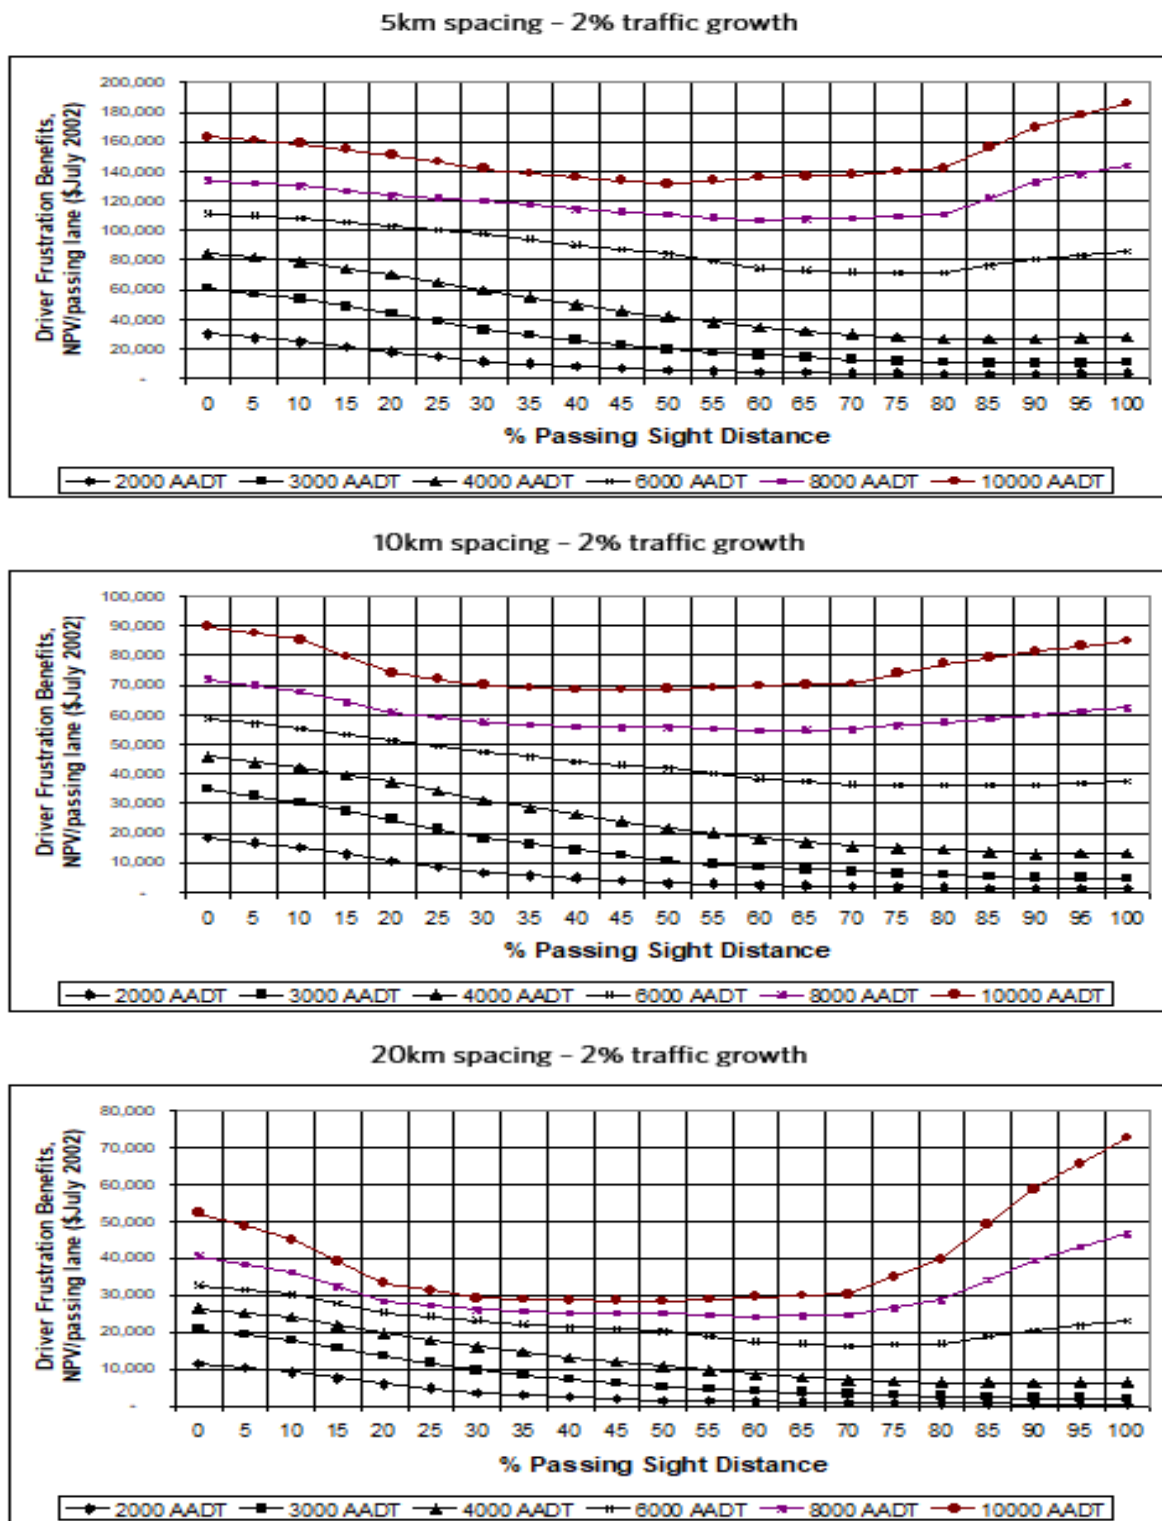 5km spacing – 2% traffic growth
Driver Frustration Benefits,
NPV/passing lane ($July 2002)
200,000
180,000
160,000
140,000
120,000
100,000
80,000
60,000
40,000
20,000
-
0 5 10 15 20 25 30 35 40 45 50 55 60 65 70 75 80 85 90 95 100
% Passing Sight Distance
2000 AADT 3000 AADT 4000 AADT 6000 AADT 8000 AADT 10000 AADT
10km spacing – 2% traffic growth
Driver Frustration Benefits,
NPV/passing lane ($July 2002)
100,000
90,000
80,000
70,000
60,000
50,000
40,000
30,000
20,000
10,000
-
0 5 10 15 20 25 30 35 40 45 50 55 60 65 70 75 80 85 90 95 100
% Passing Sight Distance
2000 AADT 3000 AADT 4000 AADT 6000 AADT 8000 AADT 10000 AADT
20km spacing – 2% traffic growth
Driver Frustration Benefits,
NPV/passing lane ($July 2002)
80,000
70,000
60,000
50,000
40,000
30,000
20,000
10,000
-
0 5 10 15 20 25 30 35 40 45 50 55 60 65 70 75 80 85 90 95 100
% Passing Sight Distance
2000 AADT 3000 AADT 4000 AADT 6000 AADT 8000 AADT 10000 AADT